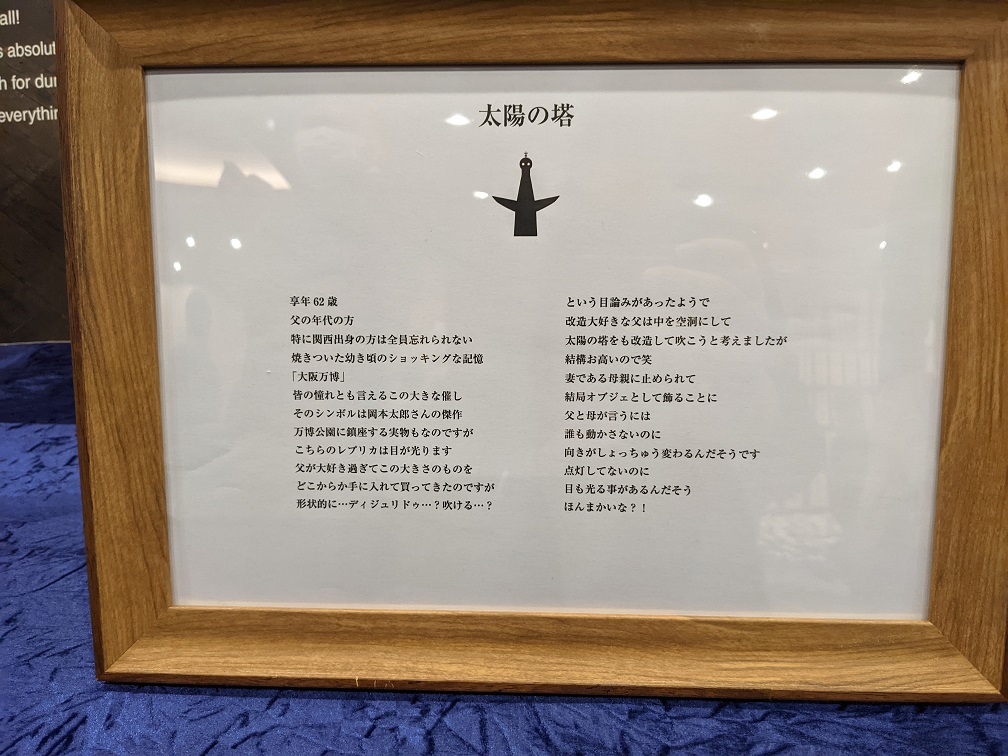 all!
absolut
h for du
everythin
太陽の塔
享年 62 歳
父の年代の方
特に関西出身の方は全員忘れられない
焼きついた幼き頃のショッキングな記憶
「大阪万博」
皆の憧れとも言えるこの大きな催し
そのシンボルは岡本太郎さんの傑作
万博公園に鎮座する実物もなのですが
こちらのレプリカは目が光ります
父が大好き過ぎてこの大きさのものを
どこからか手に入れて買ってきたのですが
形状的に…ディジュリドゥ…？吹ける…？
という目論みがあったようで
改造大好きな父は中を空洞にして
太陽の塔をも改造して吹こうと考えましたが
結構お高いので笑
妻である母親に止められて
結局オブジェとして飾ることに
父と母が言うには
誰も動かさないのに
向きがしょっちゅう変わるんだそうです
点灯してないのに
目も光る事があるんだそう
ほんまかいな？！